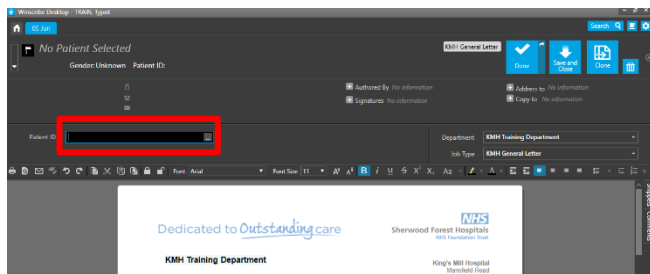 Winscribe Desktop - TRAIN, Typist
05 Jun
Search
No Patient Selected
KMH General Letter
Done
Save and Close
Clone
Gender: Unknown Patient ID:
Authored By No information
Address to No information
Signatures No information
Copy to No information
Patient ID
Department KMH Training Department
Job Type KMH General Letter
Font Arial Font Size 11
Dedicated to Outstanding care
NHS
Sherwood Forest Hospitals
NHS Foundation Trust
KMH Training Department
King's Mill Hospital
Mansfield Road
Snippets Comments